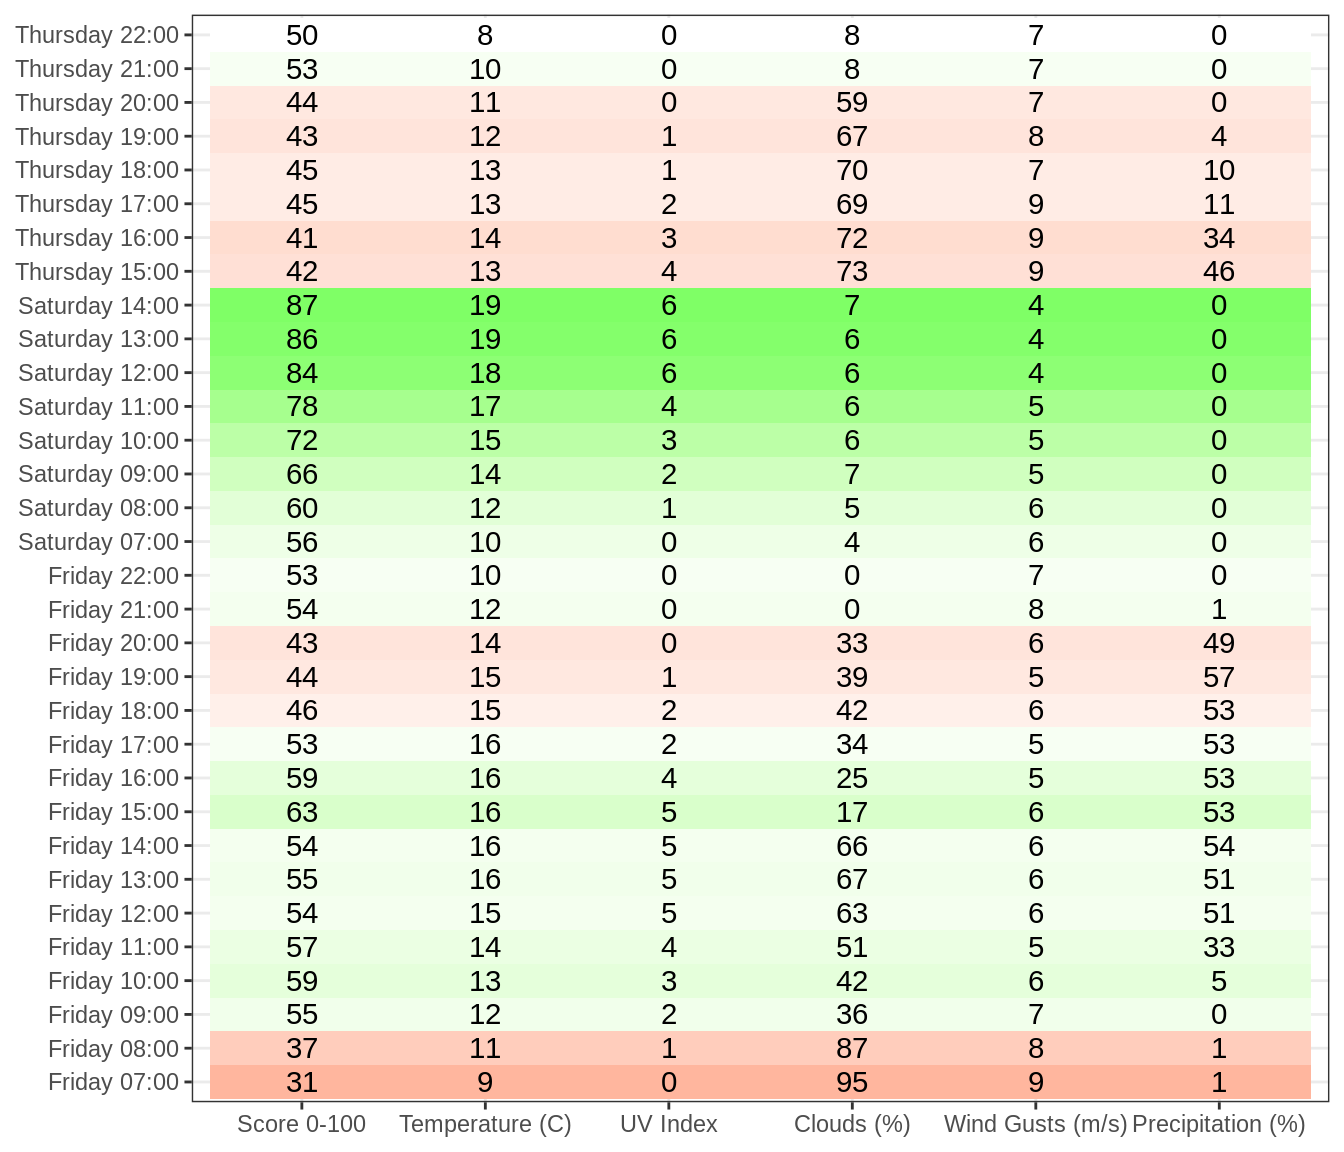 Thursday 22:00 50 8 0 8 7 0
Thursday 21:00 53 10 0 8 7 0
Thursday 20:00 44 11 0 59 7 0
Thursday 19:00 43 12 1 67 8 4
Thursday 18:00 45 13 1 70 7 10
Thursday 17:00 45 13 2 69 9 11
Thursday 16:00 41 14 3 72 9 34
Thursday 15:00 42 13 4 73 9 46
Saturday 14:00 87 19 6 7 4 0
Saturday 13:00 86 19 6 6 4 0
Saturday 12:00 84 18 6 6 4 0
Saturday 11:00 78 17 4 6 5 0
Saturday 10:00 72 15 3 6 5 0
Saturday 09:00 66 14 2 7 5 0
Saturday 08:00 60 12 1 5 6 0
Saturday 07:00 56 10 0 4 6 0
Friday 22:00 53 10 0 0 7 0
Friday 21:00 54 12 0 0 8 1
Friday 20:00 43 14 0 33 6 49
Friday 19:00 44 15 1 39 5 57
Friday 18:00 46 15 2 42 6 53
Friday 17:00 53 16 2 34 5 53
Friday 16:00 59 16 4 25 5 53
Friday 15:00 63 16 5 17 6 53
Friday 14:00 54 16 5 66 6 54
Friday 13:00 55 16 5 67 6 51
Friday 12:00 54 15 5 63 6 51
Friday 11:00 57 14 4 51 5 33
Friday 10:00 59 13 3 42 6 5
Friday 09:00 55 12 2 36 7 0
Friday 08:00 37 11 1 87 8 1
Friday 07:00 31 9 0 95 9 1
Score 0-100 Temperature (C) UV Index Clouds (%) Wind Gusts (m/s) Precipitation (%)